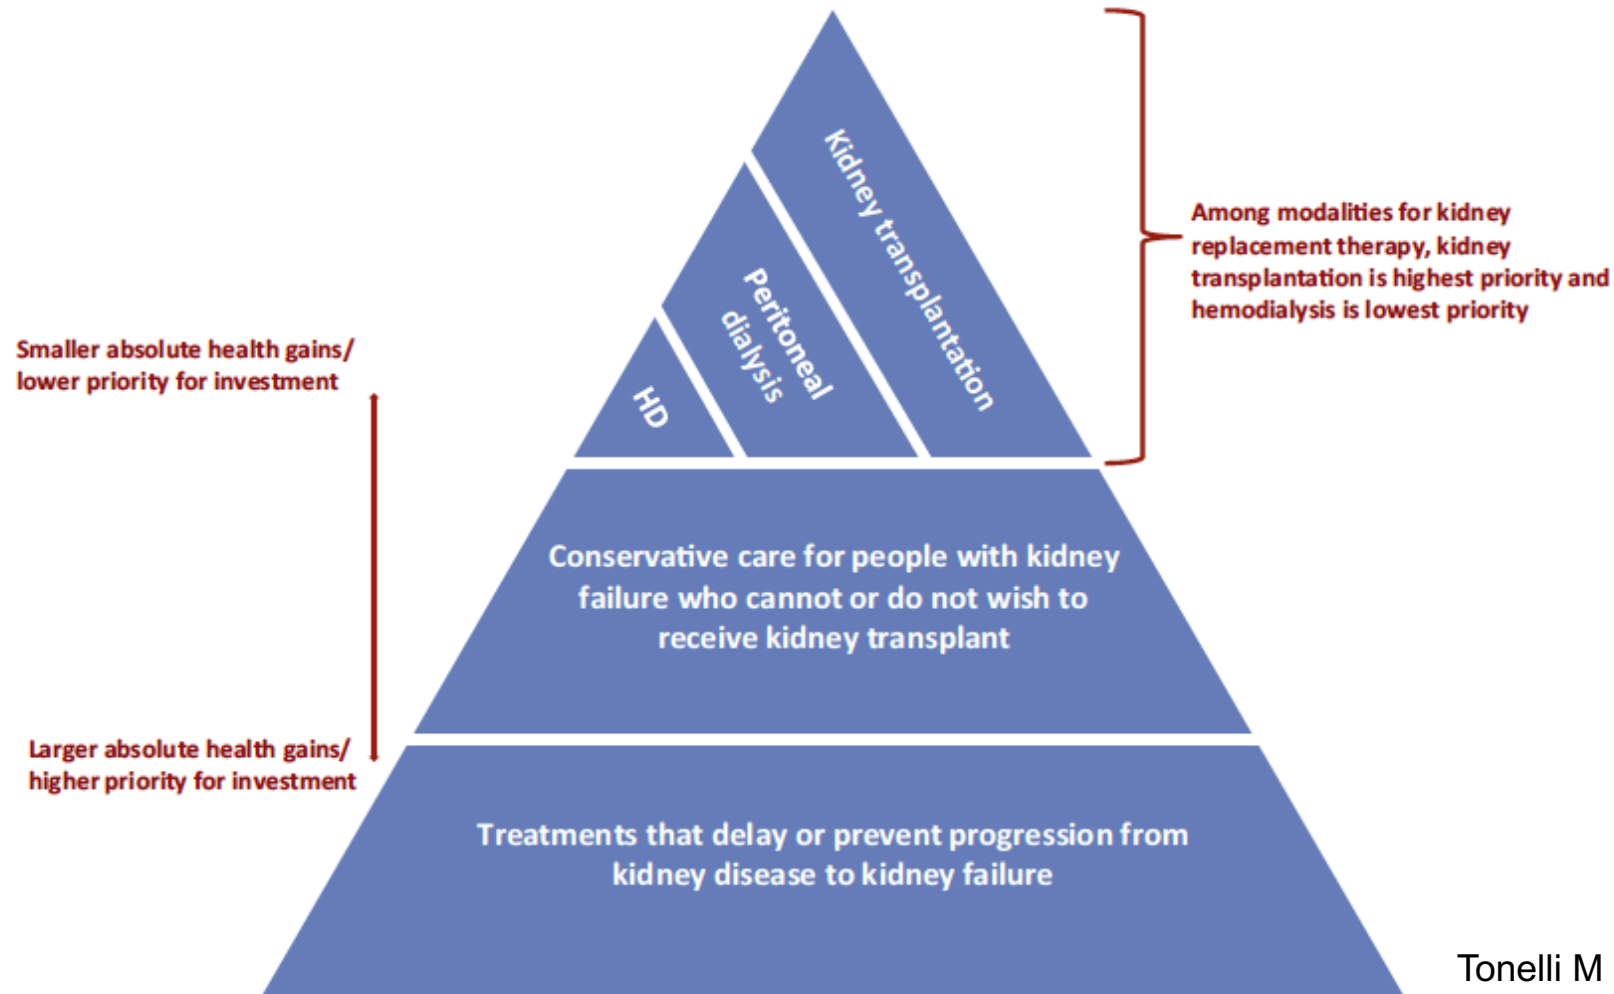 Kidney transplantation
Peritoneal
dialysis
HD
Among modalities for kidney
replacement therapy, kidney
transplantation is highest priority and
hemodialysis is lowest priority
Smaller absolute health gains/
lower priority for investment
Conservative care for people with kidney
failure who cannot or do not wish to
receive kidney transplant
Larger absolute health gains/
higher priority for investment
Treatments that delay or prevent progression from
kidney disease to kidney failure
Tonelli M